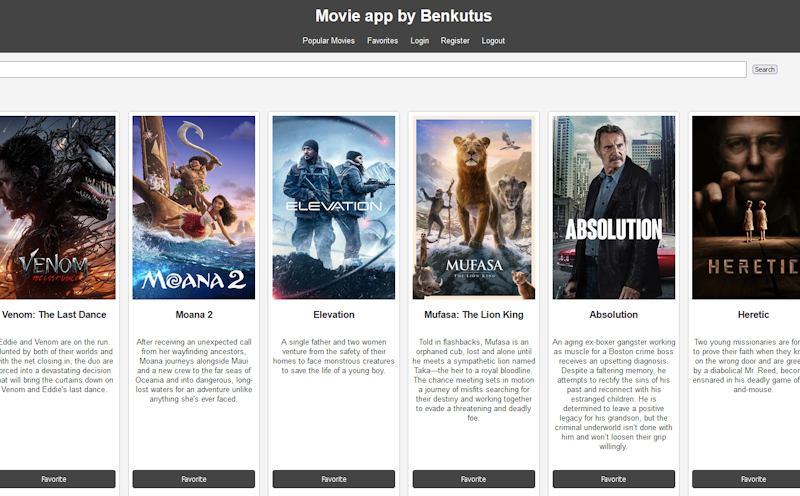 Movie app by Benkutus
Popular Movies Favorites Login Register Logout
Search
VENOM
THE LAST DANCE
Venom: The Last Dance
Eddie and Venom are on the run.
Hunted by both of their worlds and
with the net closing in, the duo are
forced into a devastating decision
that will bring the curtains down on
Venom and Eddie's last dance.
Favorite
MOANA 2
Moana 2
After receiving an unexpected call
from her wayfinding ancestors,
Moana journeys alongside Maui
and a new crew to the far seas of
Oceania and into dangerous, long-
lost waters for an adventure unlike
anything she's ever faced.
Favorite
ELEVATION
Elevation
A single father and two women
venture from the safety of their
homes to face monstrous creatures
to save the life of a young boy.
Favorite
MUFASA
THE LION KING
Mufasa: The Lion King
Told in flashbacks, Mufasa is an
orphaned cub, lost and alone until
he meets a sympathetic lion named
Taka—the heir to a royal bloodline.
The chance meeting sets in motion
a journey of misfits searching for
their destiny and working together
to evade a threatening and deadly
foe.
Favorite
ABSOLUTION
Absolution
An aging ex-boxer gangster working
as muscle for a Boston crime boss
receives an upsetting diagnosis.
Despite a faltering memory, he
attempts to rectify the sins of his
past and reconnect with his
estranged children. He is
determined to leave a positive
legacy for his grandson, but the
criminal underworld isn't done with
him and won't loosen their grip
willingly.
Favorite
HERETIC
Heretic
Two young missionaries are for
to prove their faith when they kn
on the wrong door and are gree
by a diabolical Mr. Reed, becom
ensnared in his deadly game of
and-mouse.
Favorite